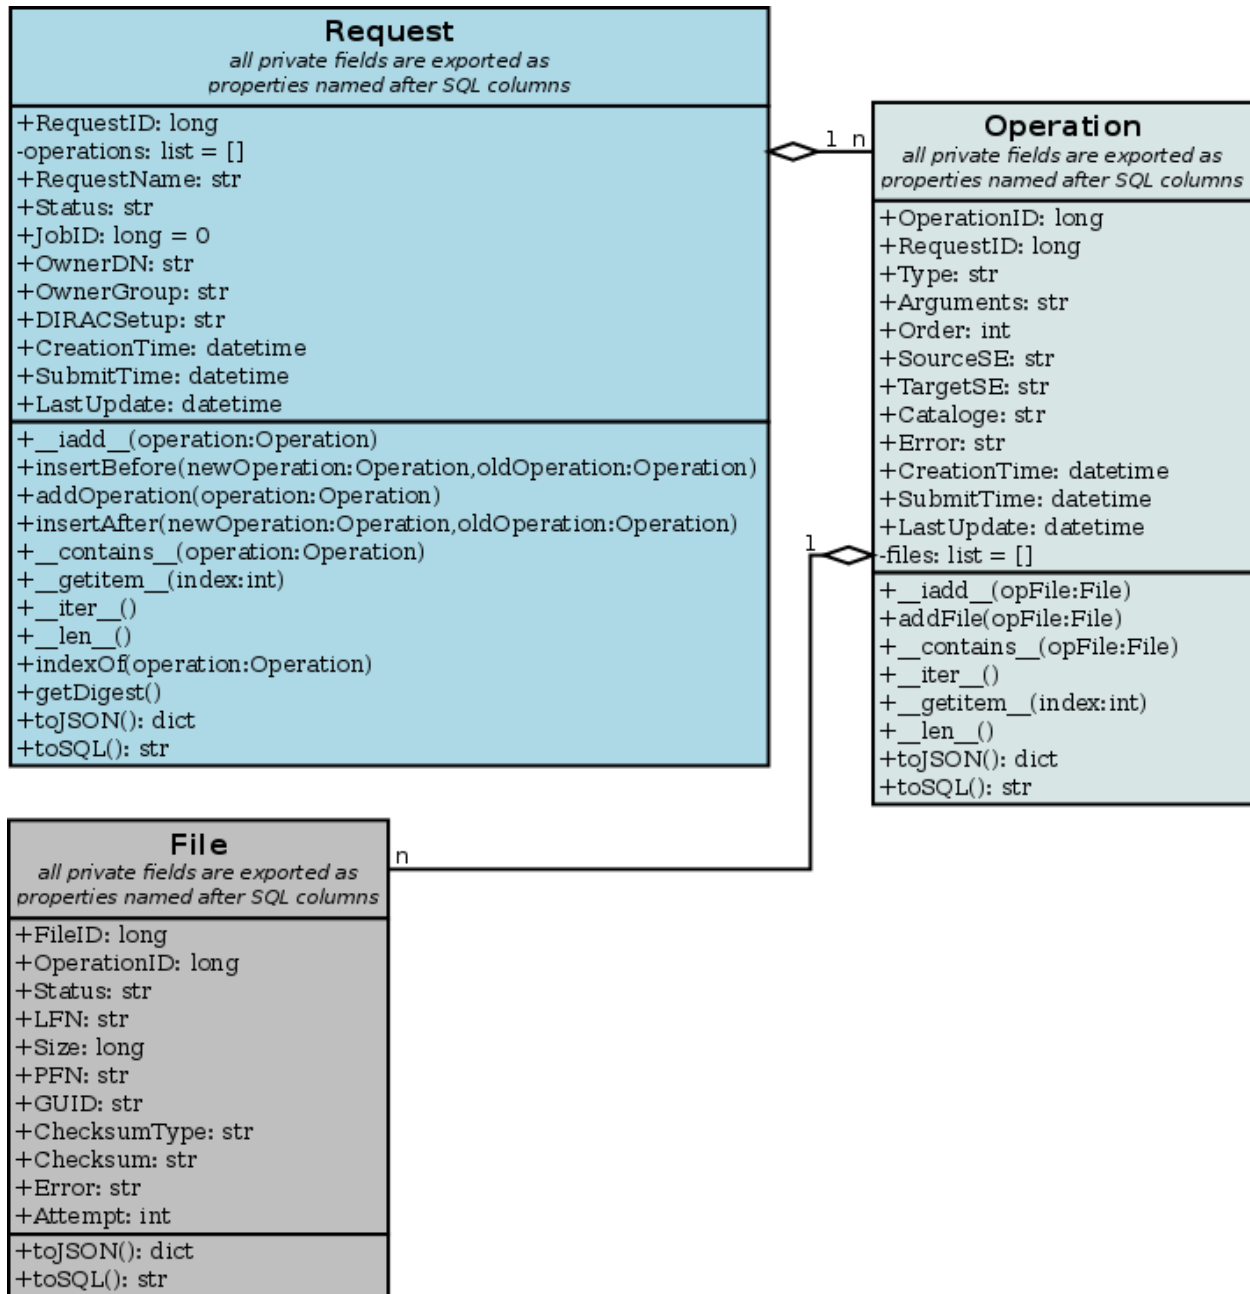 Request
all private fields are exported as
properties named after SQL columns
+RequestID: long
-operations: list = []
+RequestName: str
+Status: str
+JobID: long = 0
+OwnerDN: str
+OwnerGroup: str
+DIRACSetup: str
+CreationTime: datetime
+SubmitTime: datetime
+LastUpdate: datetime
+__iadd__(operation:Operation)
+insertBefore(newOperation:Operation,oldOperation:Operation)
+addOperation(operation:Operation)
+insertAfter(newOperation:Operation,oldOperation:Operation)
+__contains__(operation:Operation)
+__getitem__(index:int)
+__iter__()
+__len__()
+indexOf(operation:Operation)
+getDigest()
+toJSON(): dict
+toSQL(): str
1 n
Operation
all private fields are exported as
properties named after SQL columns
+OperationID: long
+RequestID: long
+Type: str
+Arguments: str
+Order: int
+SourceSE: str
+TargetSE: str
+Cataloge: str
+Error: str
+CreationTime: datetime
+SubmitTime: datetime
+LastUpdate: datetime
-files: list = []
+__iadd__(opFile:File)
+addFile(opFile:File)
+__contains__(opFile:File)
+__iter__()
+__getitem__(index:int)
+__len__()
+toJSON(): dict
+toSQL(): str
1
n
File
all private fields are exported as
properties named after SQL columns
+FileID: long
+OperationID: long
+Status: str
+LFN: str
+Size: long
+PFN: str
+GUID: str
+ChecksumType: str
+Checksum: str
+Error: str
+Attempt: int
+toJSON(): dict
+toSQL(): str